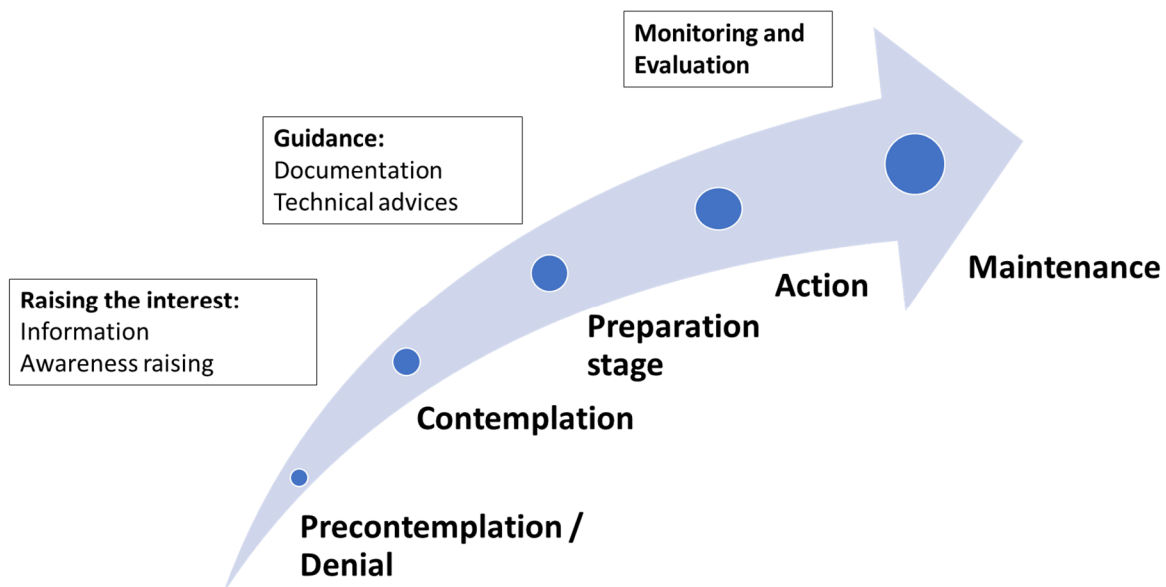 Monitoring and
Evaluation
Guidance:
Documentation
Technical advices
Raising the interest:
Information
Awareness raising
Maintenance
Action
Preparation
stage
Contemplation
Precontemplation /
Denial